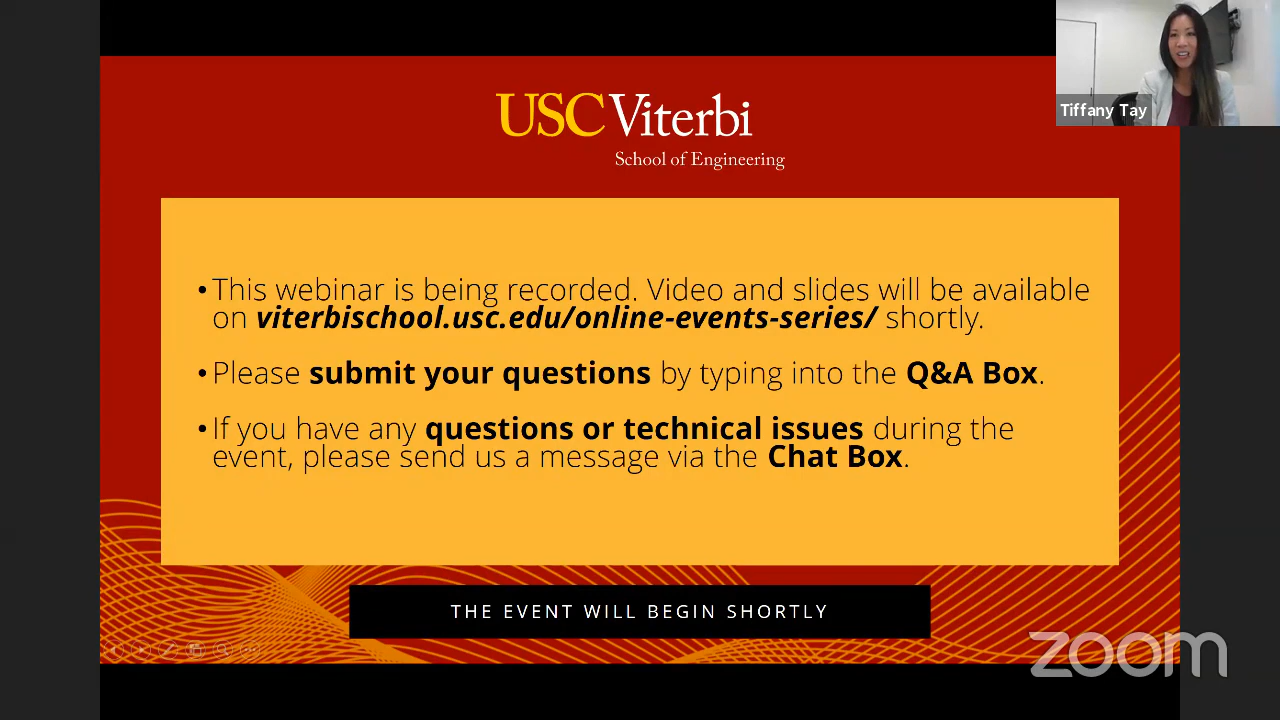 USC Viterbi
School of Engineering
Tiffany Tay
•This webinar is being recorded. Video and slides will be available
on viterbischool.usc.edu/online-events-series/ shortly.
•Please submit your questions by typing into the Q&A Box.
•If you have any questions or technical issues during the
event, please send us a message via the Chat Box.
THE EVENT WILL BEGIN SHORTLY
zoom